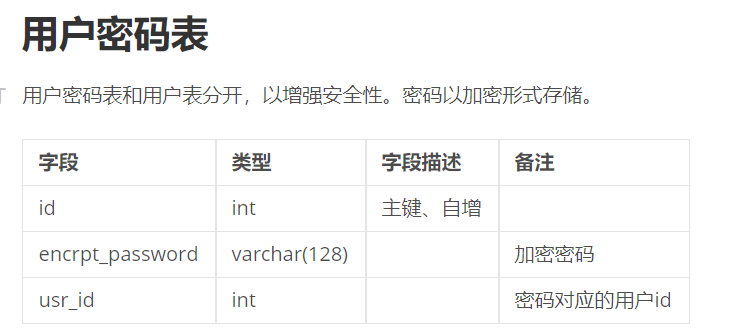 用户密码表
用户密码表和用户表分开，以增强安全性。密码以加密形式存储。
字段 类型 字段描述 备注
id int 主键、自增
encrpt_password varchar(128) 加密密码
usr_id int 密码对应的用户id